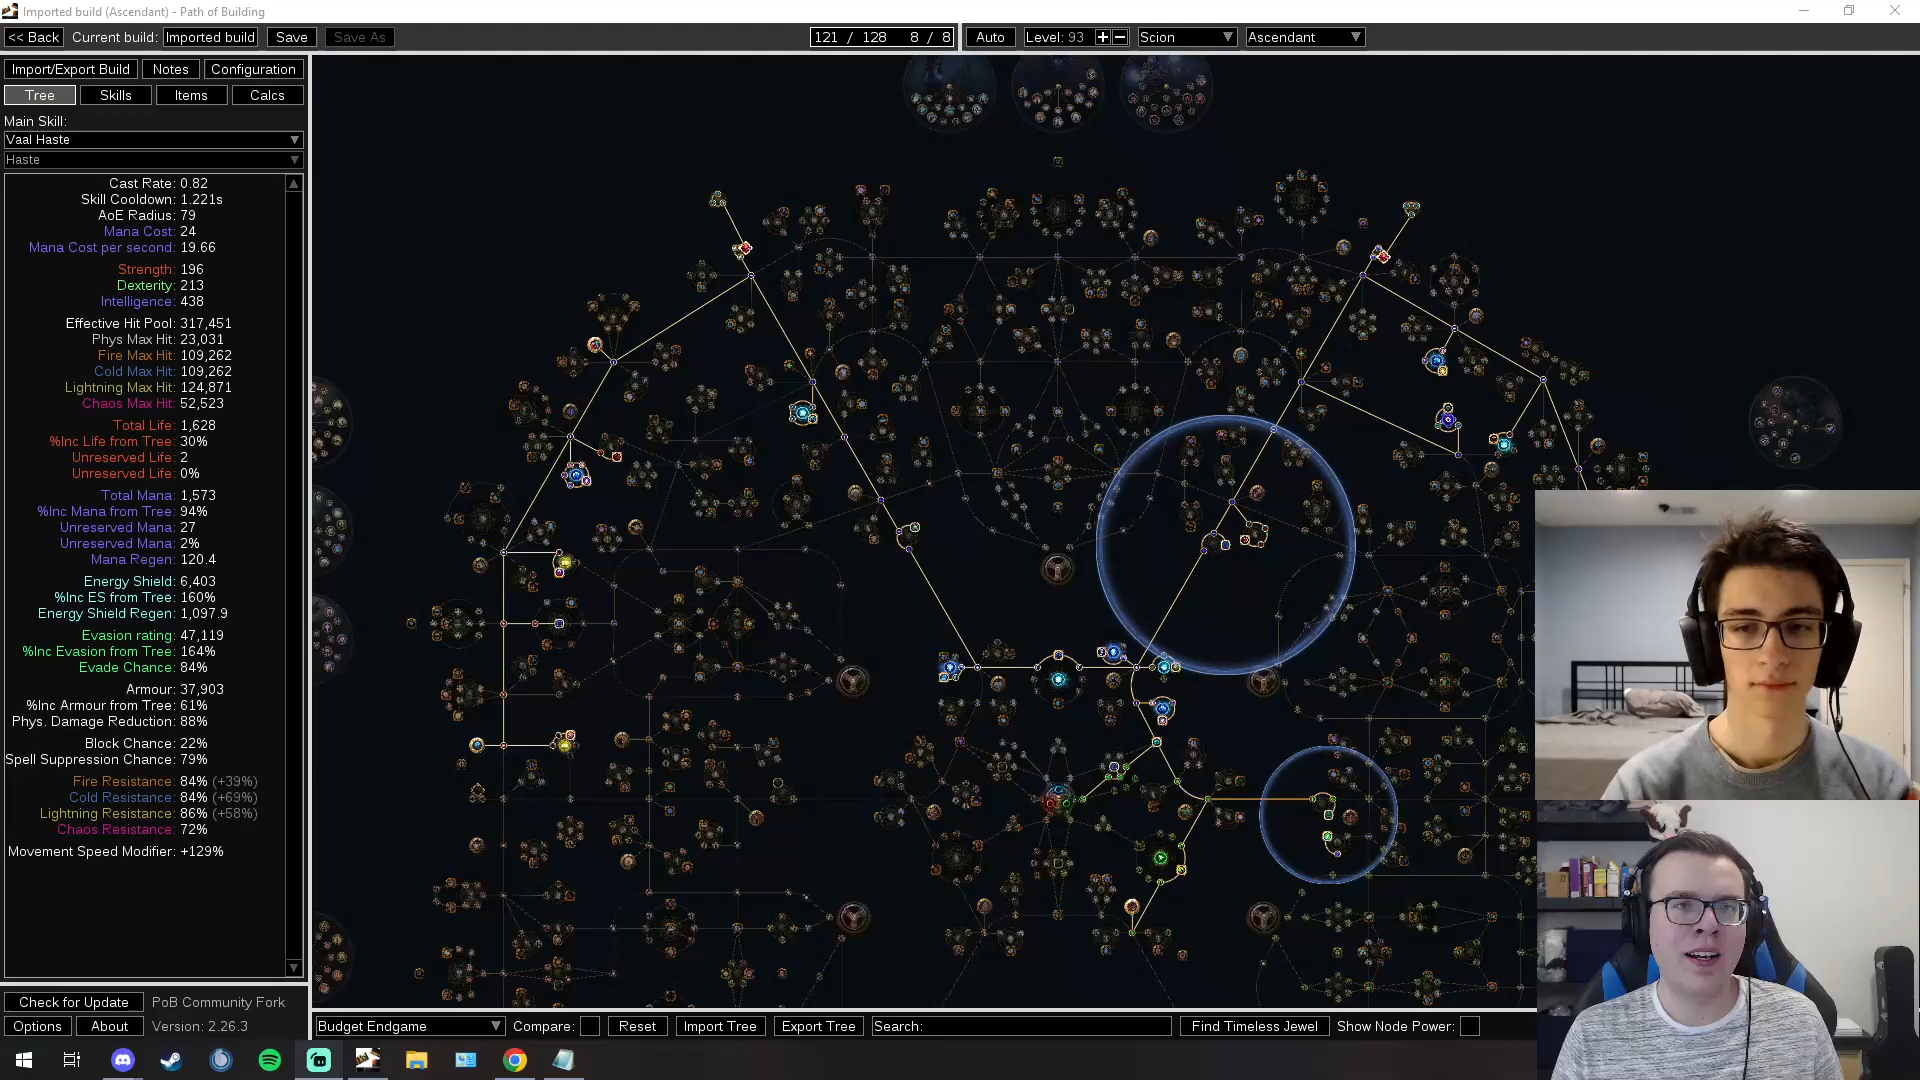 Imported build (Ascendant) - Path of Building
<< Back
Current build: Imported build
Save
Save As
121 / 128 8 / 8
Auto
Level: 93
+
−
Scion
Ascendant
Import/Export Build
Notes
Configuration
Tree
Skills
Items
Calcs
Main Skill:
Vaal Haste
Haste
Cast Rate: 0.82
Skill Cooldown: 1.221s
AoE Radius: 79
Mana Cost: 24
Mana Cost per second: 19.66
Strength: 196
Dexterity: 213
Intelligence: 438
Effective Hit Pool: 317,451
Phys Max Hit: 23,031
Fire Max Hit: 109,262
Cold Max Hit: 109,262
Lightning Max Hit: 124,871
Chaos Max Hit: 52,523
Total Life: 1,628
%Inc Life from Tree: 30%
Unreserved Life: 2
Unreserved Life: 0%
Total Mana: 1,573
%Inc Mana from Tree: 94%
Unreserved Mana: 27
Unreserved Mana: 2%
Mana Regen: 120.4
Energy Shield: 6,403
%Inc ES from Tree: 160%
Energy Shield Regen: 1,097.9
Evasion rating: 47,119
%Inc Evasion from Tree: 164%
Evade Chance: 84%
Armour: 37,903
%Inc Armour from Tree: 61%
Phys. Damage Reduction: 88%
Block Chance: 22%
Spell Suppression Chance: 79%
Fire Resistance: 84% (+39%)
Cold Resistance: 84% (+69%)
Lightning Resistance: 86% (+58%)
Chaos Resistance: 72%
Movement Speed Modifier: +129%
Check for Update
PoB Community Fork
Options
About
Version: 2.26.3
Budget Endgame
Compare:
Reset
Import Tree
Export Tree
Search:
Find Timeless Jewel
Show Node Power: